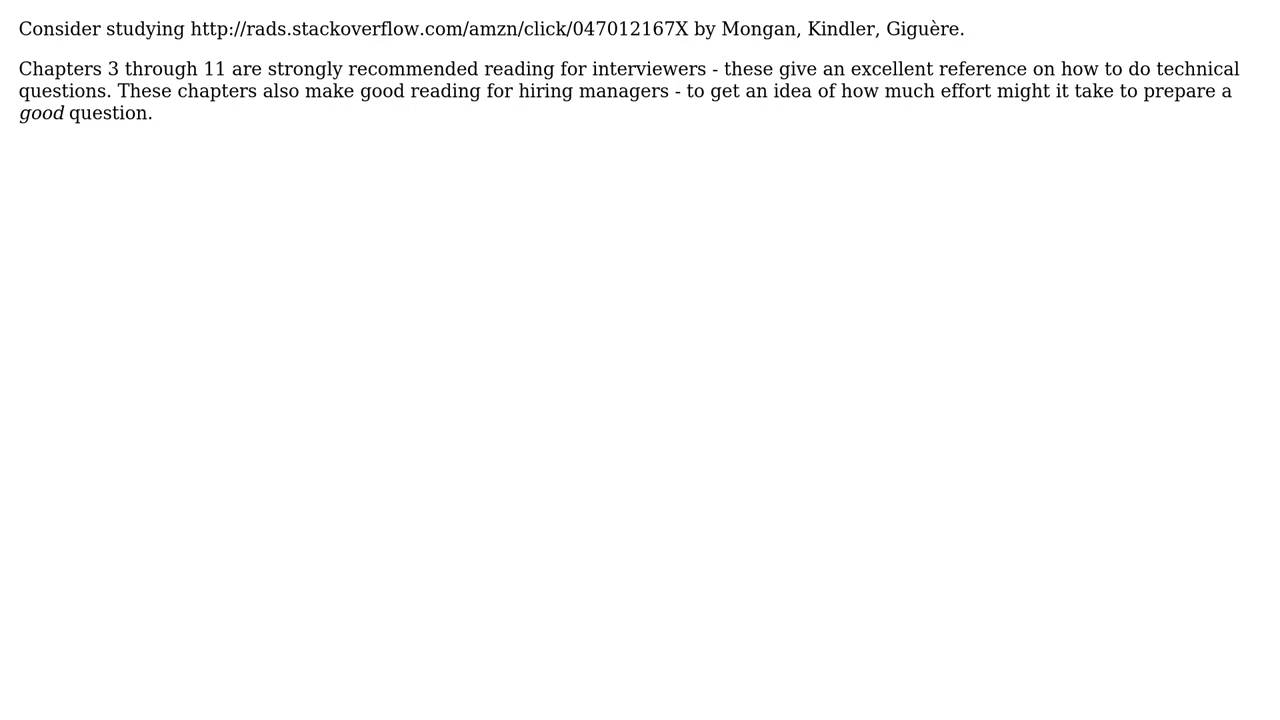 Consider studying http://rads.stackoverflow.com/amzn/click/047012167X by Mongan, Kindler, Giguère.
Chapters 3 through 11 are strongly recommended reading for interviewers - these give an excellent reference on how to do technical
questions. These chapters also make good reading for hiring managers - to get an idea of how much effort might it take to prepare a
good question.